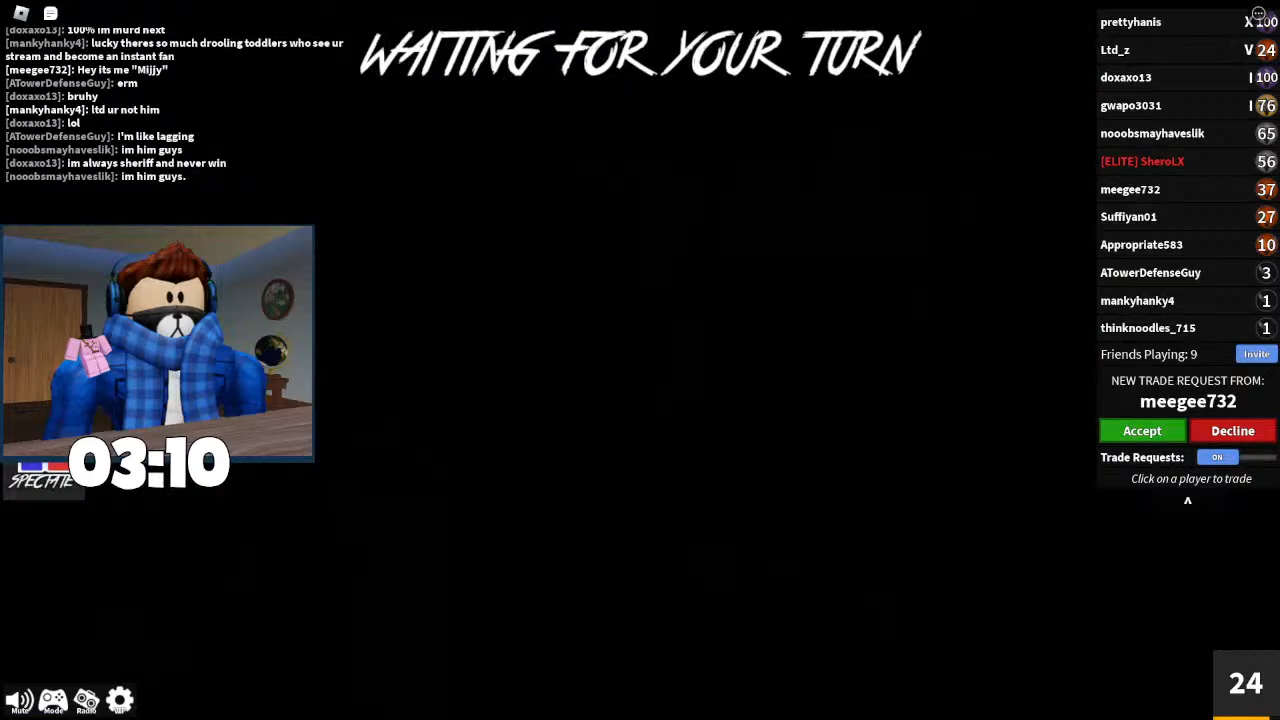 [doxaxo13]: 100% im murd next
[mankyhanky4]: lucky theres so much drooling toddlers who see ur
stream and become an instant fan
[meegee732]: Hey its me "Mijjy"
[ATowerDefenseGuy]: erm
[doxaxo13]: bruhy
[mankyhanky4]: ltd ur not him
[doxaxo13]: lol
[ATowerDefenseGuy]: I'm like lagging
[nooobsmayhaveslik]: im him guys
[doxaxo13]: im always sheriff and never win
[nooobsmayhaveslik]: im him guys.
WAITING FOR YOUR TURN
prettyhanis X 100
Ltd_z V 24
doxaxo13 I 100
gwapo3031 I 76
nooobsmayhaveslik 65
[ELITE] SheroLX 56
meegee732 37
Suffiyan01 27
Appropriate583 10
ATowerDefenseGuy 3
mankyhanky4 1
thinknoodles_715 1
Friends Playing: 9 Invite
NEW TRADE REQUEST FROM:
meegee732
Accept Decline
Trade Requests: ON
Click on a player to trade
^
03:10
SPECTATE
Mute Mode Radio
24